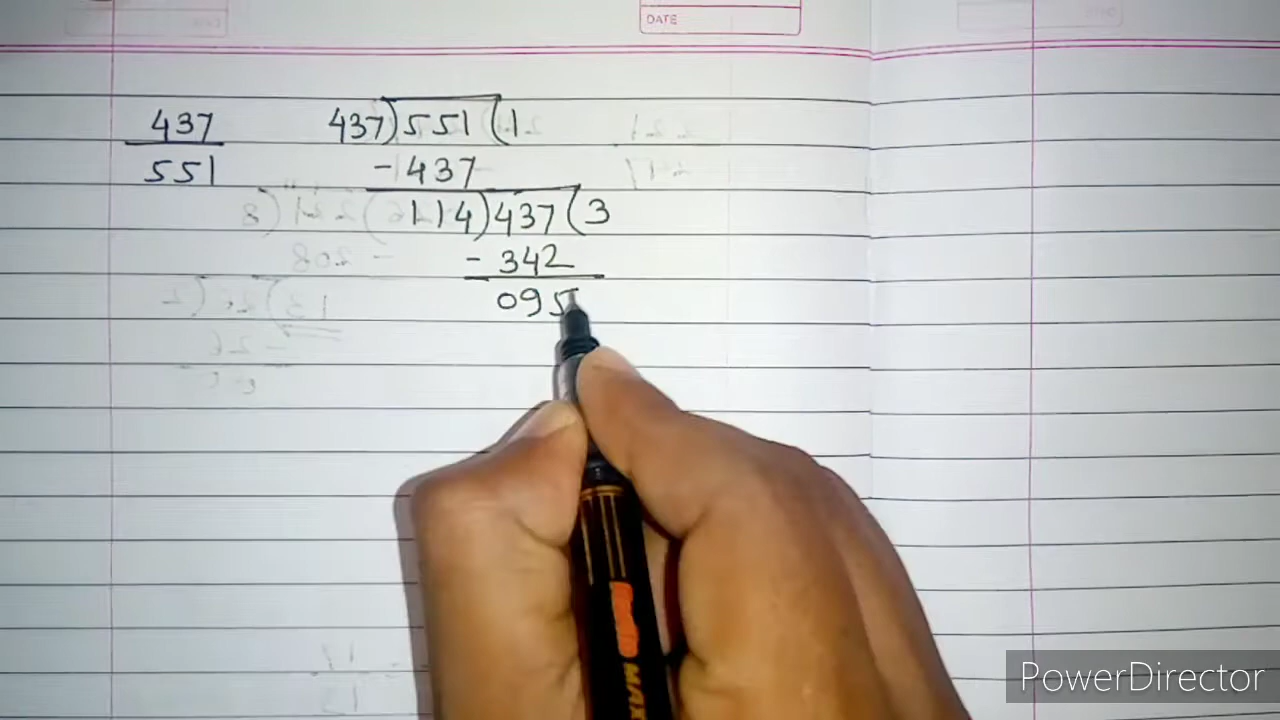 DATE
437 437)551(1
551 -437
114)437(3
- 342
095
PowerDirector